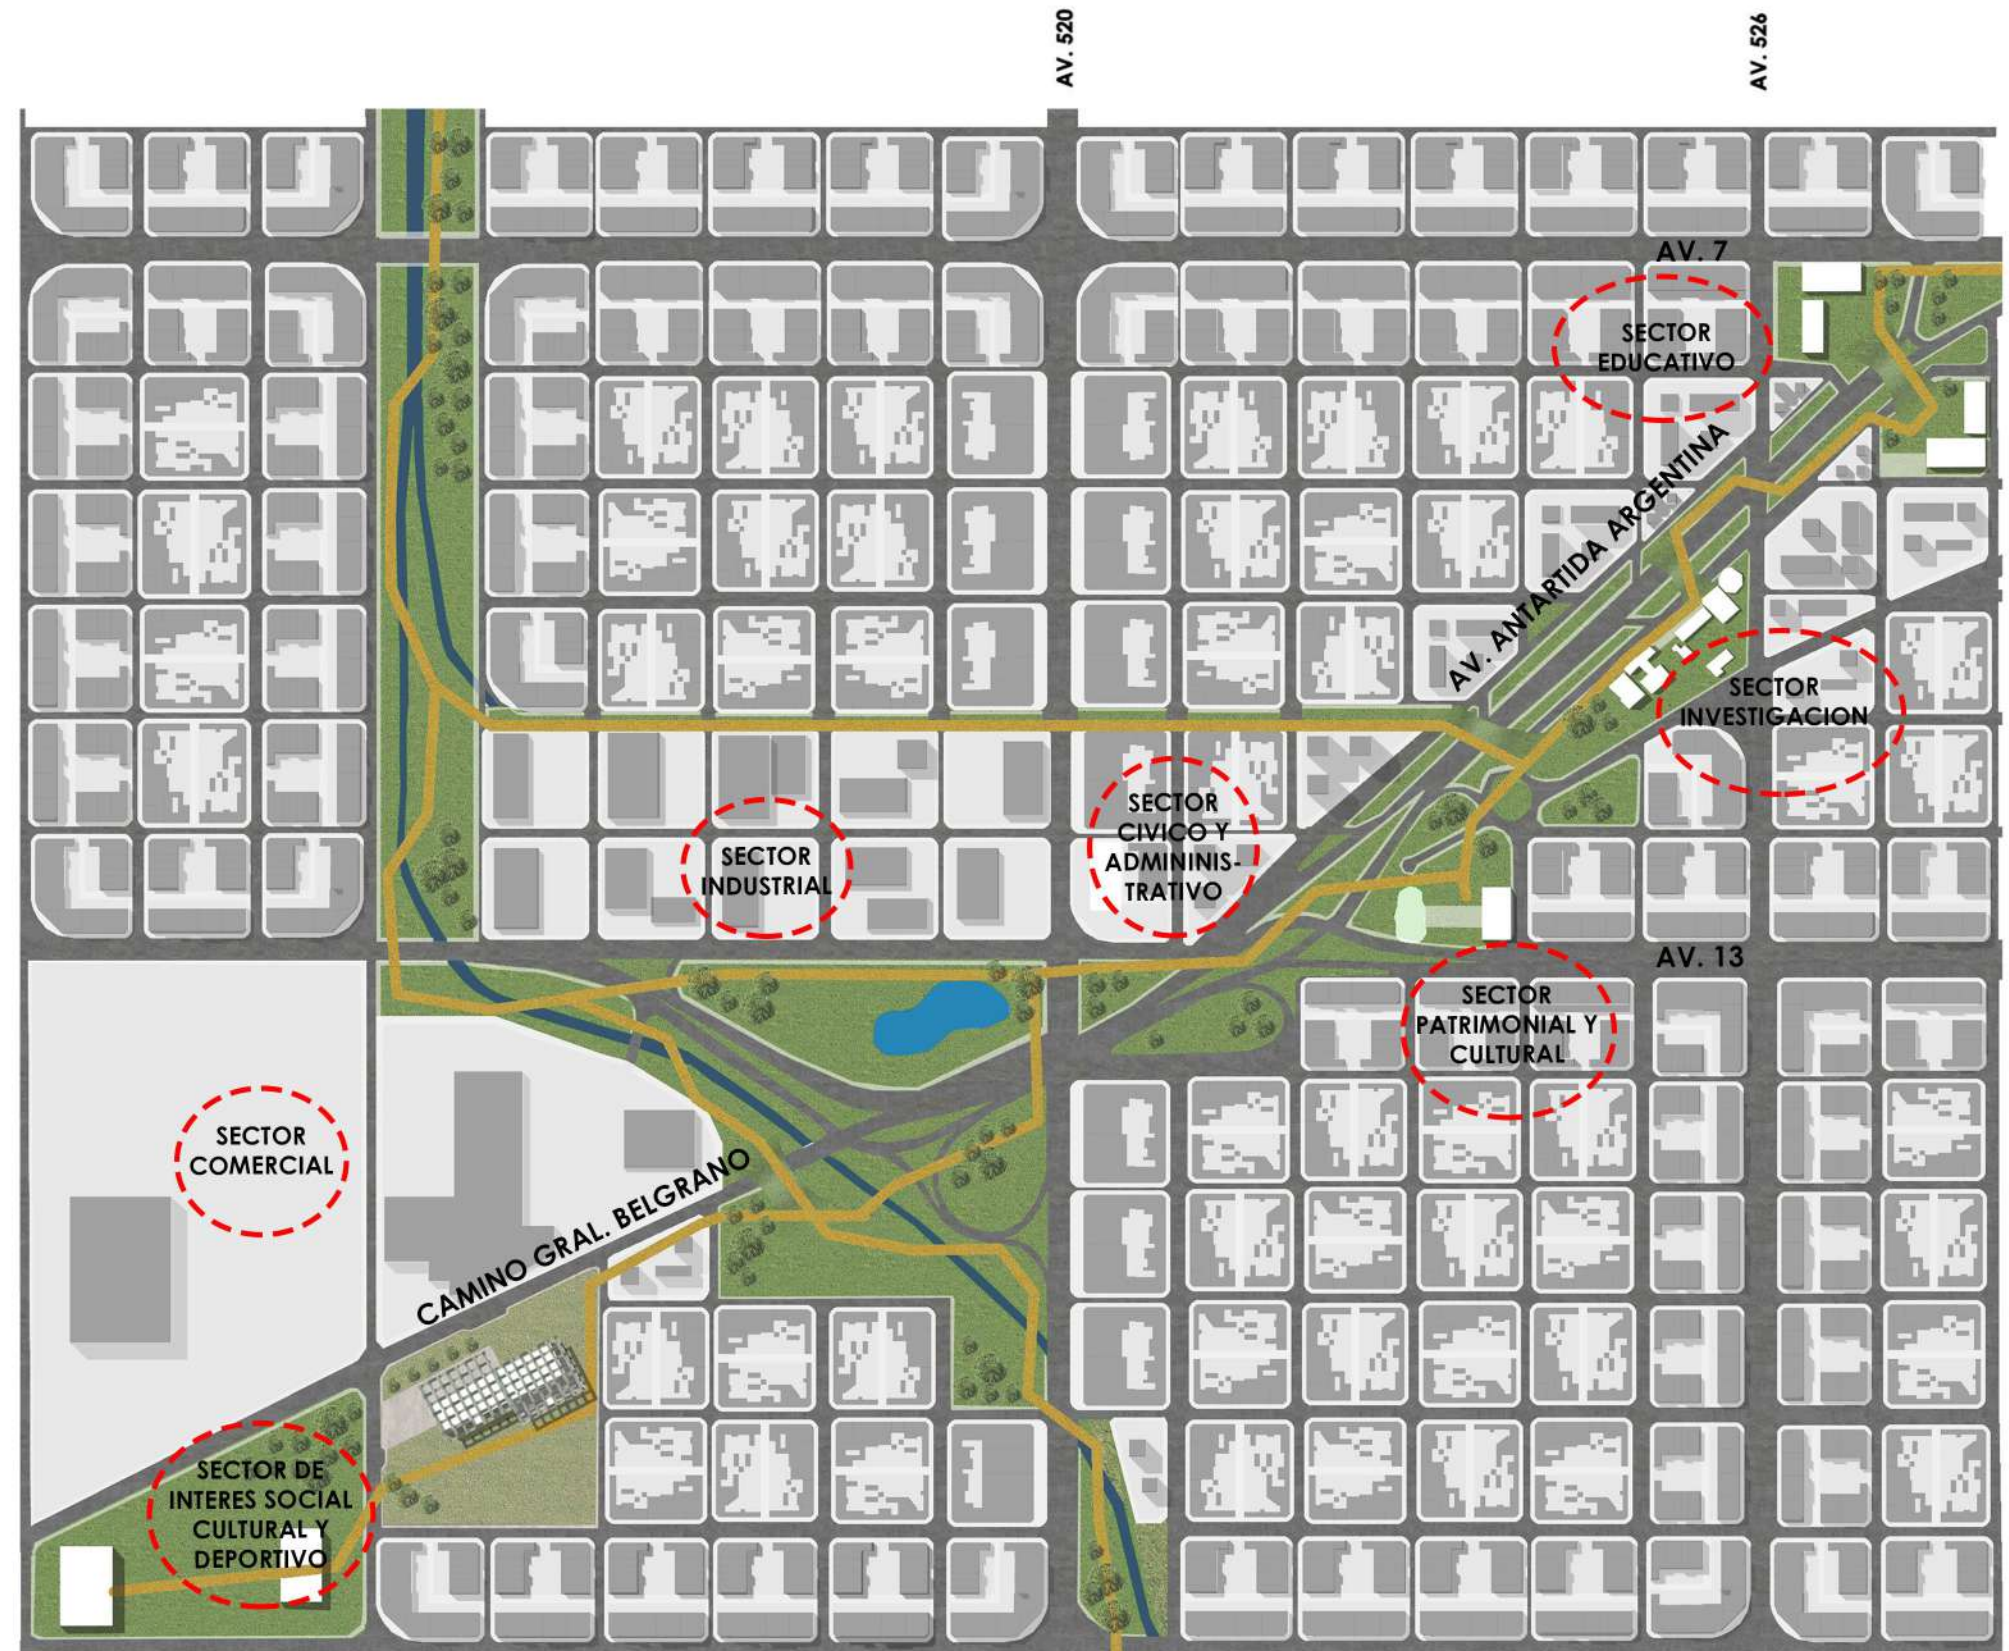 AV. 520
AV. 526
AV. 7
SECTOR
EDUCATIVO
AV. ANTARTIDA ARGENTINA
SECTOR
INVESTIGACION
SECTOR
CIVICO Y
ADMININIS-
TRATIVO
SECTOR
INDUSTRIAL
AV. 13
SECTOR
PATRIMONIAL Y
CULTURAL
SECTOR
COMERCIAL
CAMINO GRAL. BELGRANO
SECTOR DE
INTERES SOCIAL
CULTURAL Y
DEPORTIVO